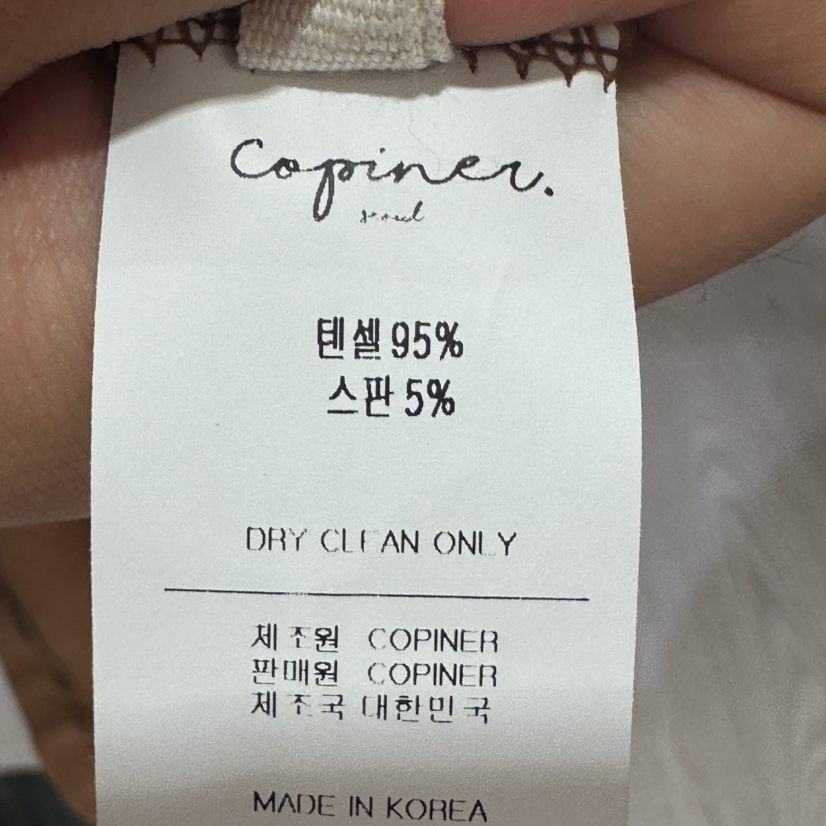 Copiner.
seoul
텐셀 95%
스판 5%
DRY CLEAN ONLY
제조원 COPINER
판매원 COPINER
제조국 대한민국
MADE IN KOREA